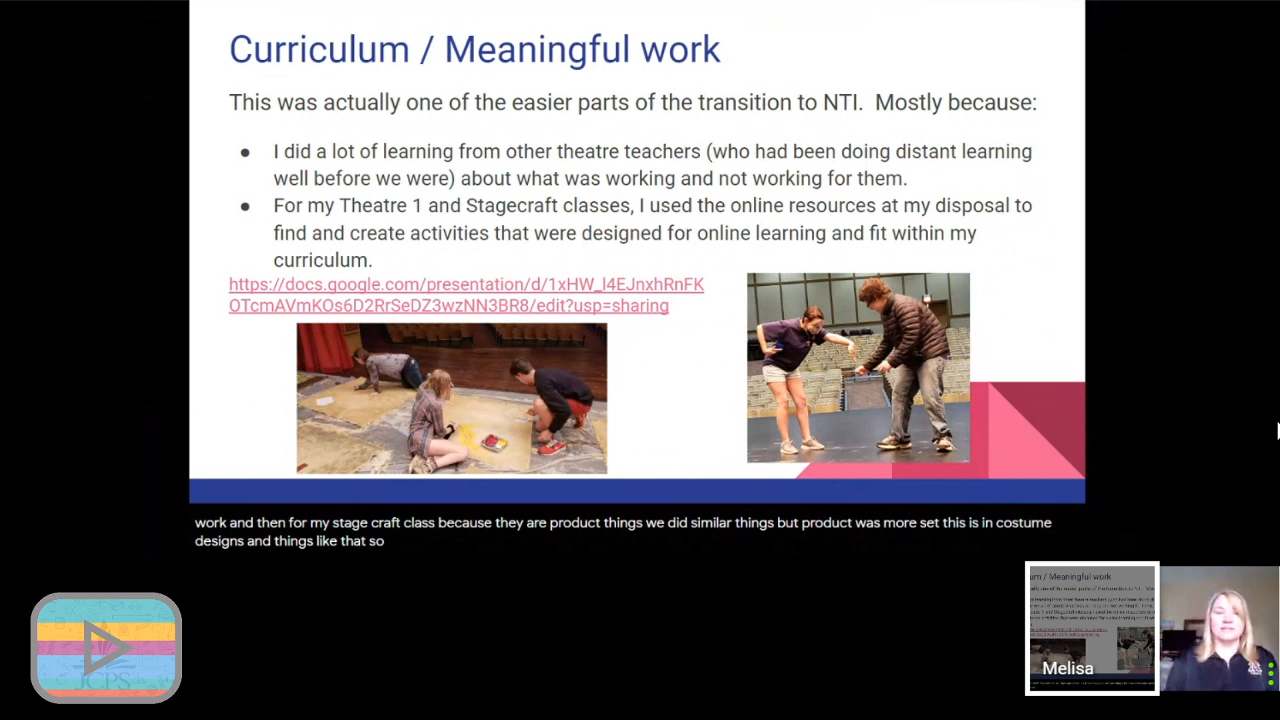 Curriculum / Meaningful work
This was actually one of the easier parts of the transition to NTI. Mostly because:
● I did a lot of learning from other theatre teachers (who had been doing distant learning
well before we were) about what was working and not working for them.
● For my Theatre 1 and Stagecraft classes, I used the online resources at my disposal to
find and create activities that were designed for online learning and fit within my
curriculum.
https://docs.google.com/presentation/d/1xHW_l4EJnxhRnFK
OTcmAVmKOs6D2RrSeDZ3wzNN3BR8/edit?usp=sharing
work and then for my stage craft class because they are product things we did similar things but product was more set this is in costume
designs and things like that so
um / Meaningful work
Melisa
JCPS